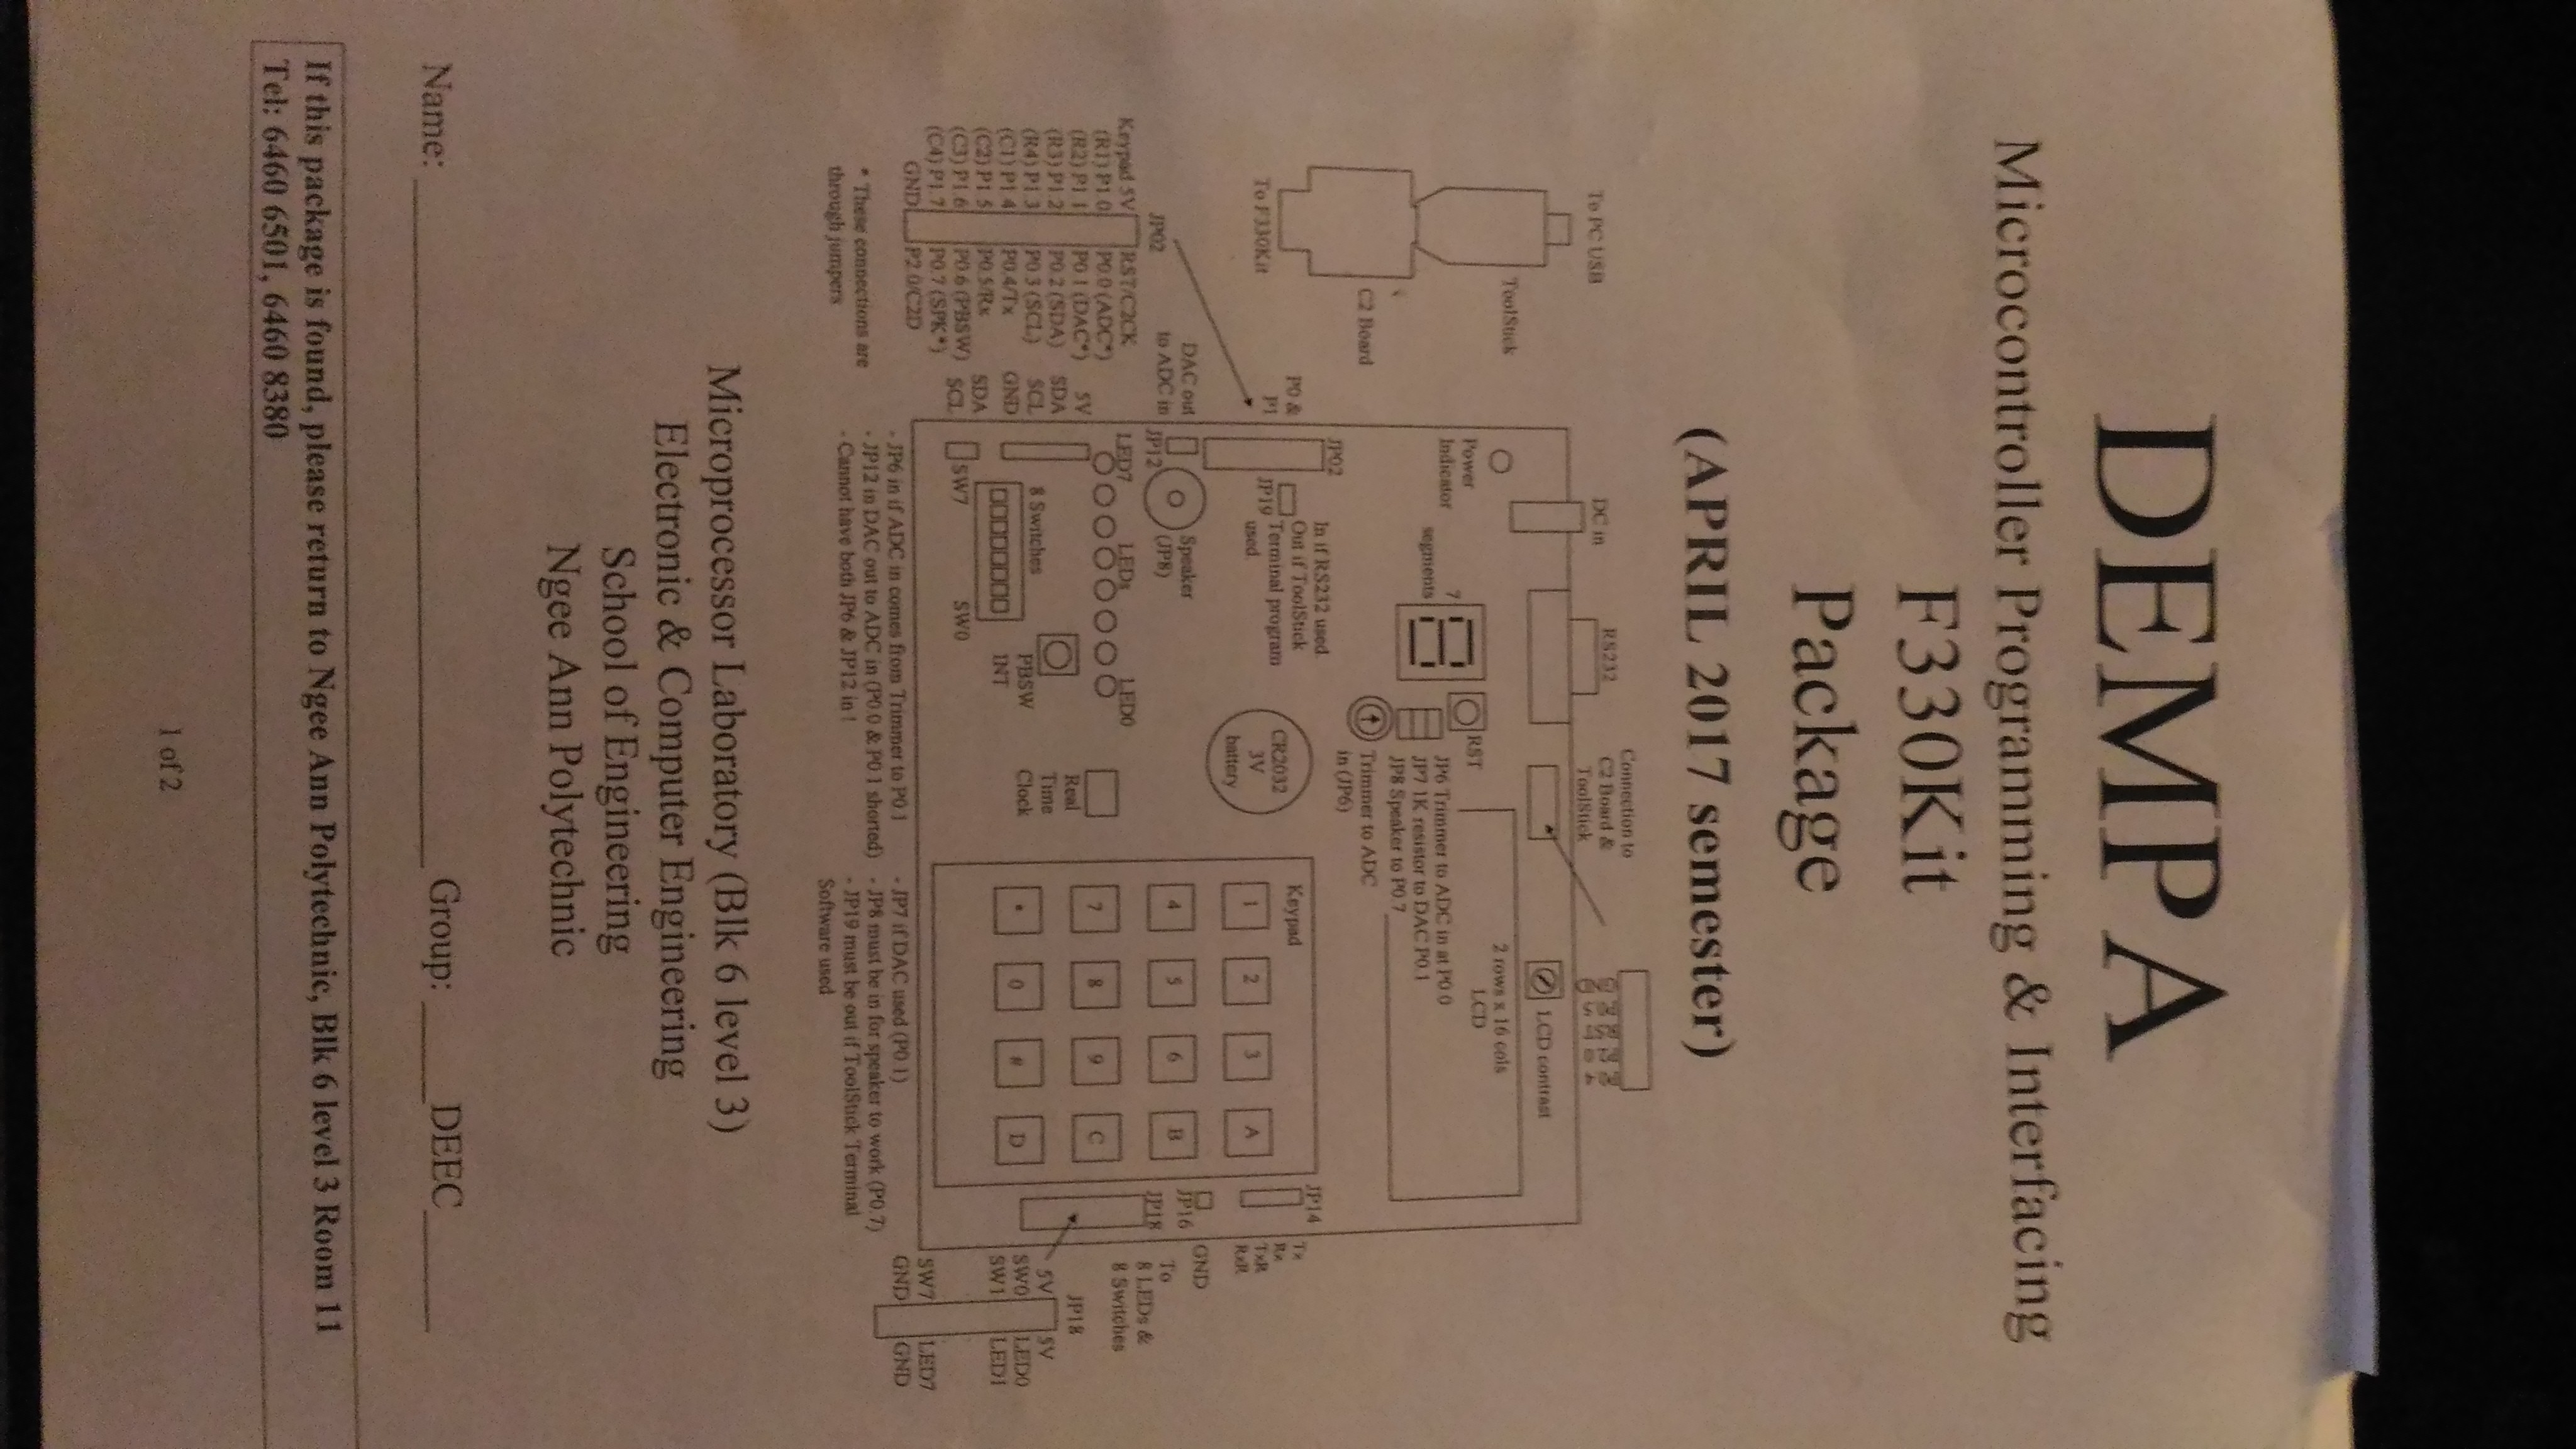 DEMPA
Microcontroller Programming & Interfacing
F330Kit
Package
(APRIL 2017 semester)
To PC USB
ToolStick
C2 Board
To F330Kit
DC in
RS232
Connection to
C2 Board &
ToolStick
GND
P0.5
RST
P2.0
P0.4
LCD contrast
2 rows x 16 cols
LCD
Power
Indicator
7
segments
RST
JP6 Trimmer to ADC in at P0.0
JP7 1K resistor to DAC P0.1
JP8 Speaker to P0.7
Trimmer to ADC
in (JP6)
JP02
P0 &
P1
In if RS232 used.
Out if ToolStick
Terminal program
used.
JP19
CR2032
3V
battery
Keypad
1 2 3 A
4 5 6 B
7 8 9 C
* 0 # D
JP14
Tx
Rx
TxR
RxR
GND
JP16
JP18
To
8 LEDs &
8 Switches
DAC out
to ADC in
JP12
Speaker
(JP8)
LED7 LEDs LED0
5V
SDA
SCL
GND
SDA
SCL
8 Switches
SW7 SW0
PBSW
INT
Real
Time
Clock
JP02
Keypad 5V RST/C2CK
(R1) P1.0 P0.0 (ADC*)
(R2) P1.1 P0.1 (DAC*)
(R3) P1.2 P0.2 (SDA)
(R4) P1.3 P0.3 (SCL)
(C1) P1.4 P0.4/Tx
(C2) P1.5 P0.5/Rx
(C3) P1.6 P0.6 (PBSW)
(C4) P1.7 P0.7 (SPK*)
GND P2.0/C2D
* These connections are
through jumpers
JP18
5V 5V
SW0 LED0
SW1 LED1
SW7 LED7
GND GND
- JP6 in if ADC in comes from Trimmer to P0.1
- JP12 in DAC out to ADC in (P0.0 & P0.1 shorted)
- Cannot have both JP6 & JP12 in !
- JP7 if DAC used (P0.1)
- JP8 must be in for speaker to work (P0.7)
- JP19 must be out if ToolStick Terminal
Software used
Microprocessor Laboratory (Blk 6 level 3)
Electronic & Computer Engineering
School of Engineering
Ngee Ann Polytechnic
Name: Group: DEEC
If this package is found, please return to Ngee Ann Polytechnic, Blk 6 level 3 Room 11
Tel: 6460 6501, 6460 8380
1 of 2